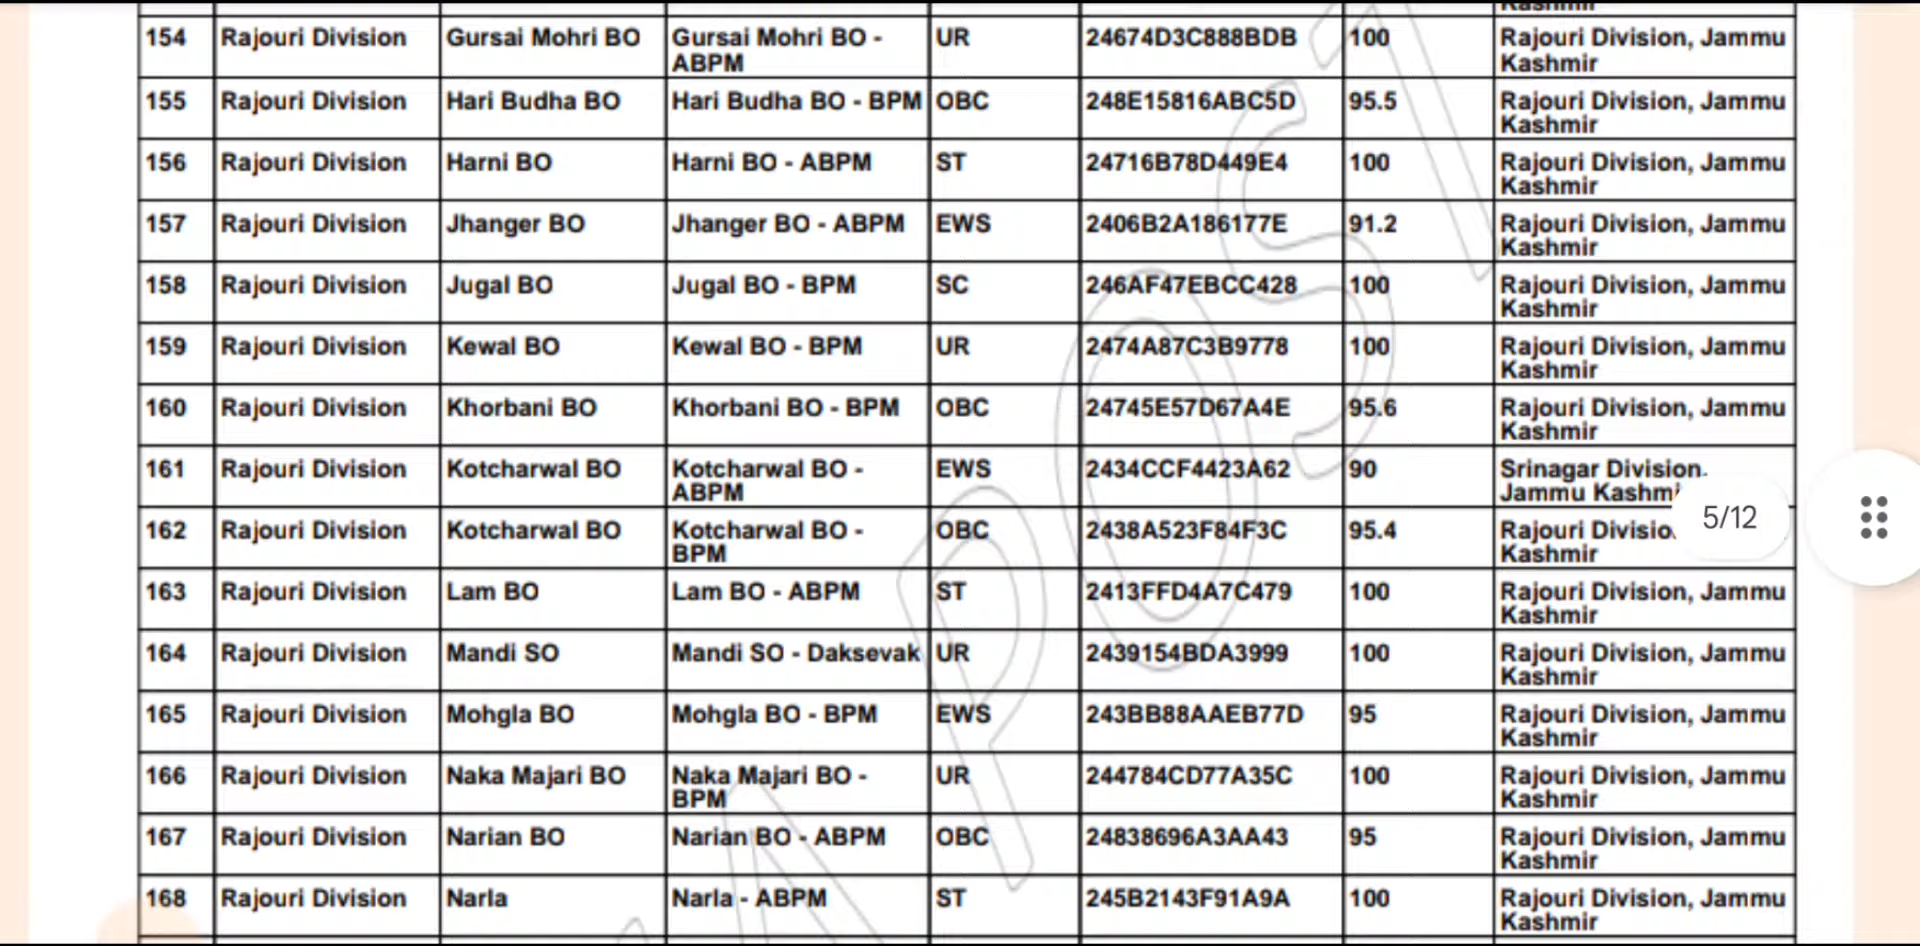 154 Rajouri Division Gursai Mohri BO Gursai Mohri BO - UR 24674D3C888BDB 100 Rajouri Division, Jammu
ABPM Kashmir
155 Rajouri Division Hari Budha BO Hari Budha BO - BPM OBC 248E15816ABC5D 95.5 Rajouri Division, Jammu
Kashmir
156 Rajouri Division Harni BO Harni BO - ABPM ST 24716B78D449E4 100 Rajouri Division, Jammu
Kashmir
157 Rajouri Division Jhanger BO Jhanger BO - ABPM EWS 2406B2A186177E 91.2 Rajouri Division, Jammu
Kashmir
158 Rajouri Division Jugal BO Jugal BO - BPM SC 246AF47EBCC428 100 Rajouri Division, Jammu
Kashmir
159 Rajouri Division Kewal BO Kewal BO - BPM UR 2474A87C3B9778 100 Rajouri Division, Jammu
Kashmir
160 Rajouri Division Khorbani BO Khorbani BO - BPM OBC 24745E57D67A4E 95.6 Rajouri Division, Jammu
Kashmir
161 Rajouri Division Kotcharwal BO Kotcharwal BO - EWS 2434CCF4423A62 90 Srinagar Division,
ABPM Jammu Kashmi
162 Rajouri Division Kotcharwal BO Kotcharwal BO - OBC 2438A523F84F3C 95.4 Rajouri Divisio 5/12
BPM Kashmir
163 Rajouri Division Lam BO Lam BO - ABPM ST 2413FFD4A7C479 100 Rajouri Division, Jammu
Kashmir
164 Rajouri Division Mandi SO Mandi SO - Daksevak UR 2439154BDA3999 100 Rajouri Division, Jammu
Kashmir
165 Rajouri Division Mohgla BO Mohgla BO - BPM EWS 243BB88AAEB77D 95 Rajouri Division, Jammu
Kashmir
166 Rajouri Division Naka Majari BO Naka Majari BO - UR 244784CD77A35C 100 Rajouri Division, Jammu
BPM Kashmir
167 Rajouri Division Narian BO Narian BO - ABPM OBC 24838696A3AA43 95 Rajouri Division, Jammu
Kashmir
168 Rajouri Division Narla Narla - ABPM ST 245B2143F91A9A 100 Rajouri Division, Jammu
Kashmir
POST